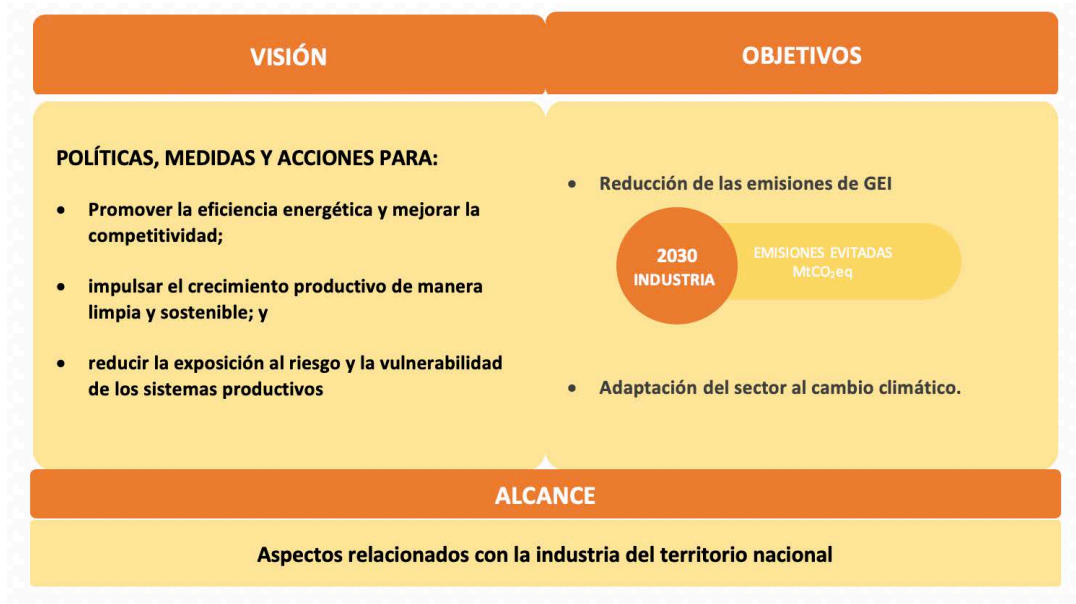 VISIÓN
OBJETIVOS
POLÍTICAS, MEDIDAS Y ACCIONES PARA:
• Promover la eficiencia energética y mejorar la
competitividad;
• impulsar el crecimiento productivo de manera
limpia y sostenible; y
• reducir la exposición al riesgo y la vulnerabilidad
de los sistemas productivos
• Reducción de las emisiones de GEI
2030
INDUSTRIA
EMISIONES EVITADAS
MtCO₂eq
• Adaptación del sector al cambio climático.
ALCANCE
Aspectos relacionados con la industria del territorio nacional